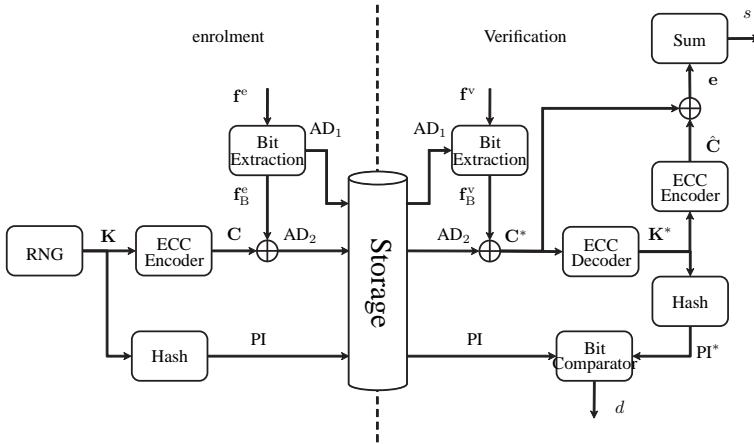 enrolment
Verification
Sum
s
e
f^e
f^v
Bit
Extraction
AD_1
AD_1
Bit
Extraction
Ĉ
f_B^e
f_B^v
ECC
Encoder
RNG
K
ECC
Encoder
C
AD_2
Storage
AD_2
C*
ECC
Decoder
K*
Hash
Hash
PI
PI
Bit
Comparator
PI*
d